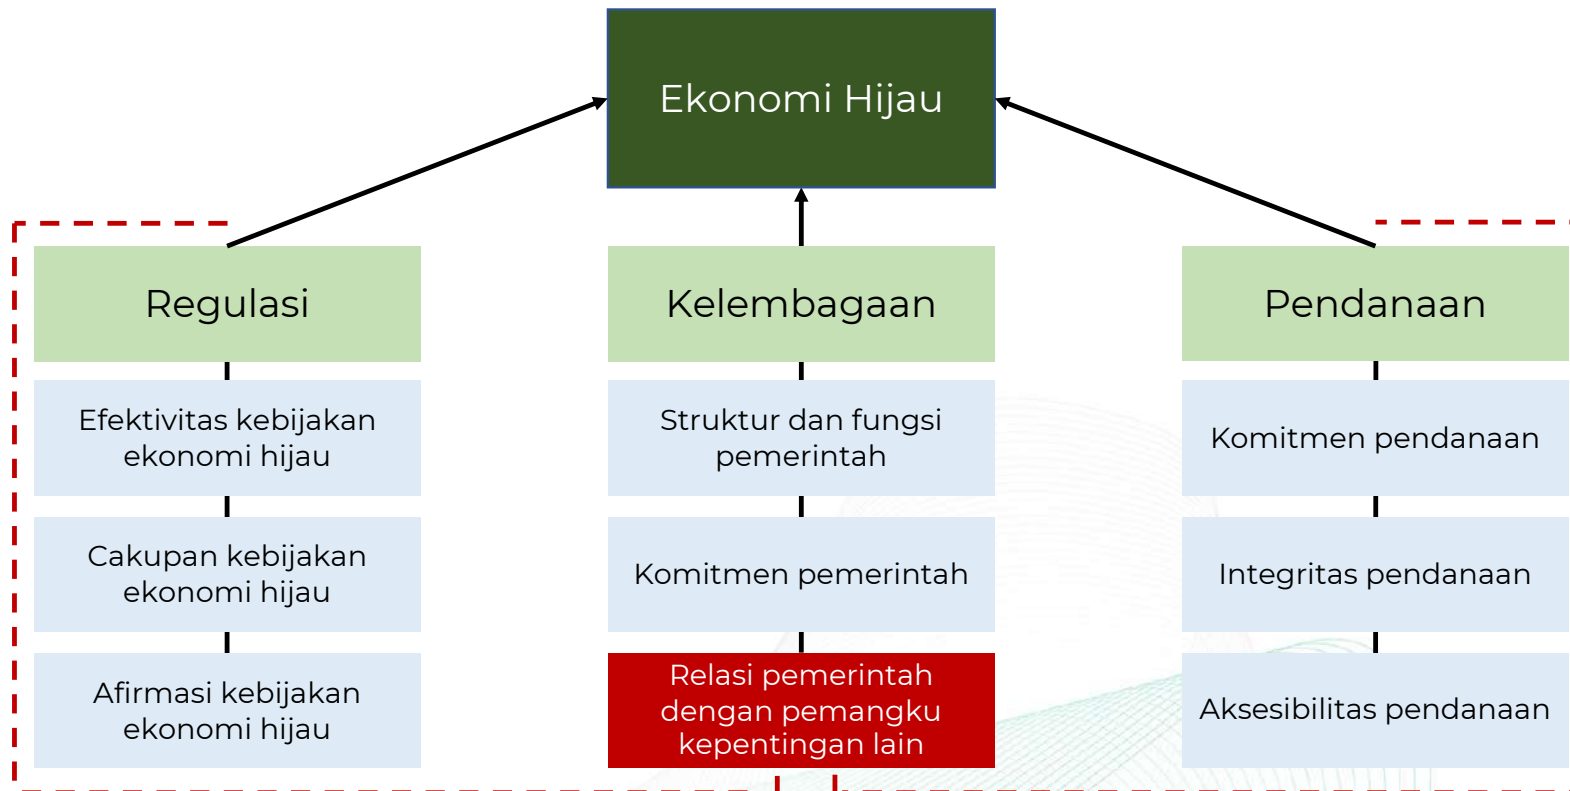 Ekonomi Hijau
Regulasi
Kelembagaan
Pendanaan
Efektivitas kebijakan
ekonomi hijau
Struktur dan fungsi
pemerintah
Komitmen pendanaan
Cakupan kebijakan
ekonomi hijau
Komitmen pemerintah
Integritas pendanaan
Afirmasi kebijakan
ekonomi hijau
Relasi pemerintah
dengan pemangku
kepentingan lain
Aksesibilitas pendanaan